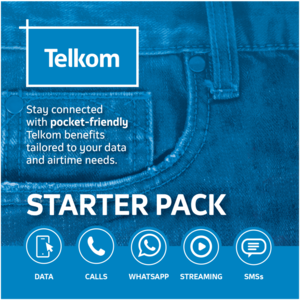 Telkom
Stay connected
with pocket-friendly
Telkom benefits
tailored to your data
and airtime needs.
STARTER PACK
DATA CALLS WHATSAPP STREAMING SMSs